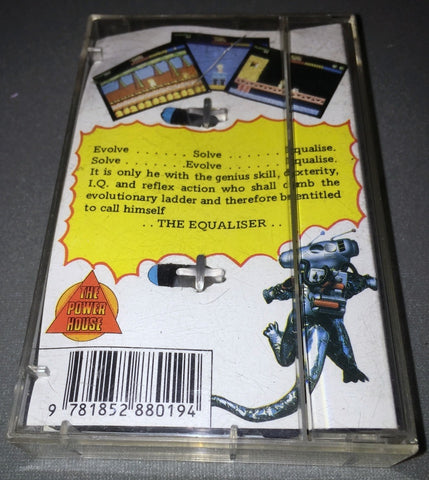 Evolve . . . . . . . Solve . . . . . . . Equalise.
Solve . . . . . . . .Evolve . . . . . . Equalise.
It is only he with the genius skill, dexterity,
I.Q. and reflex action who shall climb the
evolutionary ladder and therefore be entitled
to call himself
. . THE EQUALISER . .
THE
POWER
HOUSE
9 781852 880194